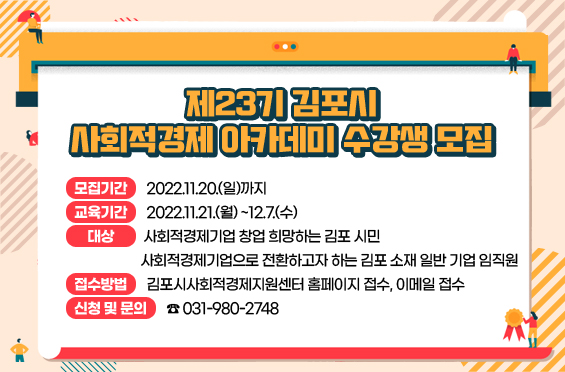 제23기 김포시
사회적경제 아카데미 수강생 모집
모집기간 2022.11.20.(일)까지
교육기간 2022.11.21.(월) ~12.7.(수)
대상 사회적경제기업 창업 희망하는 김포 시민
사회적경제기업으로 전환하고자 하는 김포 소재 일반 기업 임직원
접수방법 김포시사회적경제지원센터 홈페이지 접수, 이메일 접수
신청 및 문의 ☎ 031-980-2748